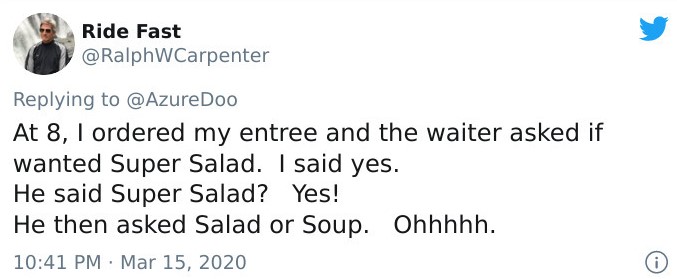 Ride Fast
@RalphWCarpenter
Replying to @AzureDoo
At 8, I ordered my entree and the waiter asked if
wanted Super Salad.  I said yes.
He said Super Salad?   Yes!
He then asked Salad or Soup.   Ohhhhh.
10:41 PM · Mar 15, 2020